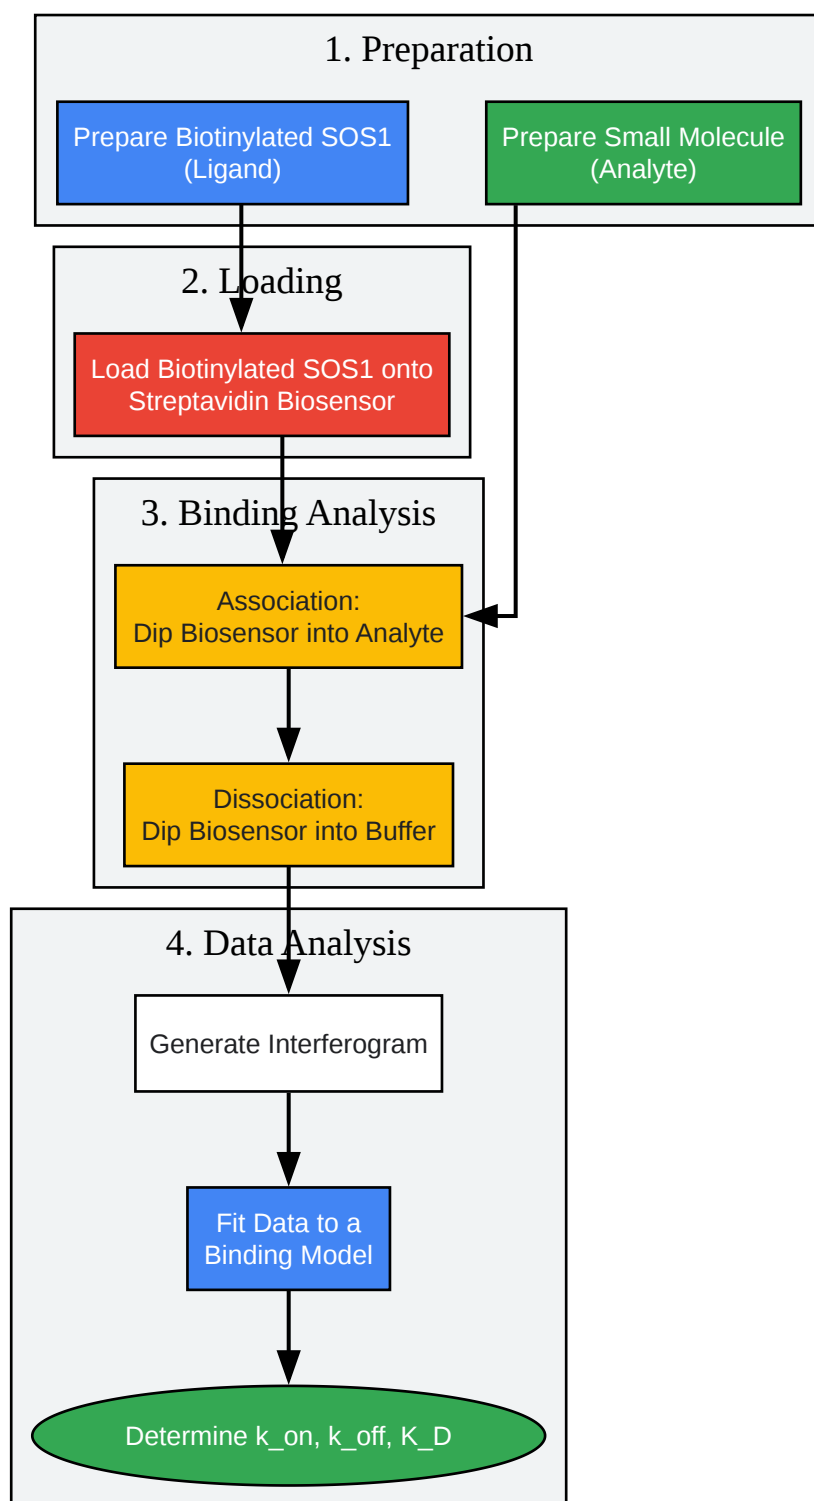 1. Preparation
Prepare Biotinylated SOS1
(Ligand)
Prepare Small Molecule
(Analyte)
2. Loading
Load Biotinylated SOS1 onto
Streptavidin Biosensor
3. Binding Analysis
Association:
Dip Biosensor into Analyte
Dissociation:
Dip Biosensor into Buffer
4. Data Analysis
Generate Interferogram
Fit Data to a
Binding Model
Determine k_on, k_off, K_D